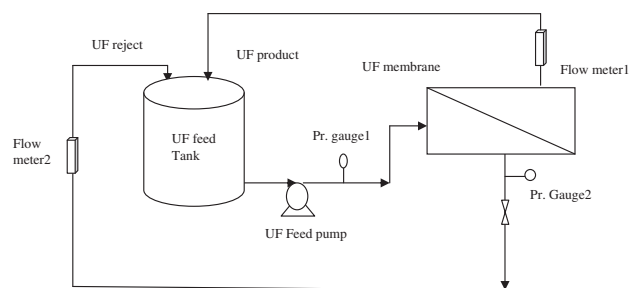 UF reject
UF product
UF membrane
Flow meter1
Flow
meter2
UF feed
Tank
Pr. gauge1
Pr. Gauge2
UF Feed pump